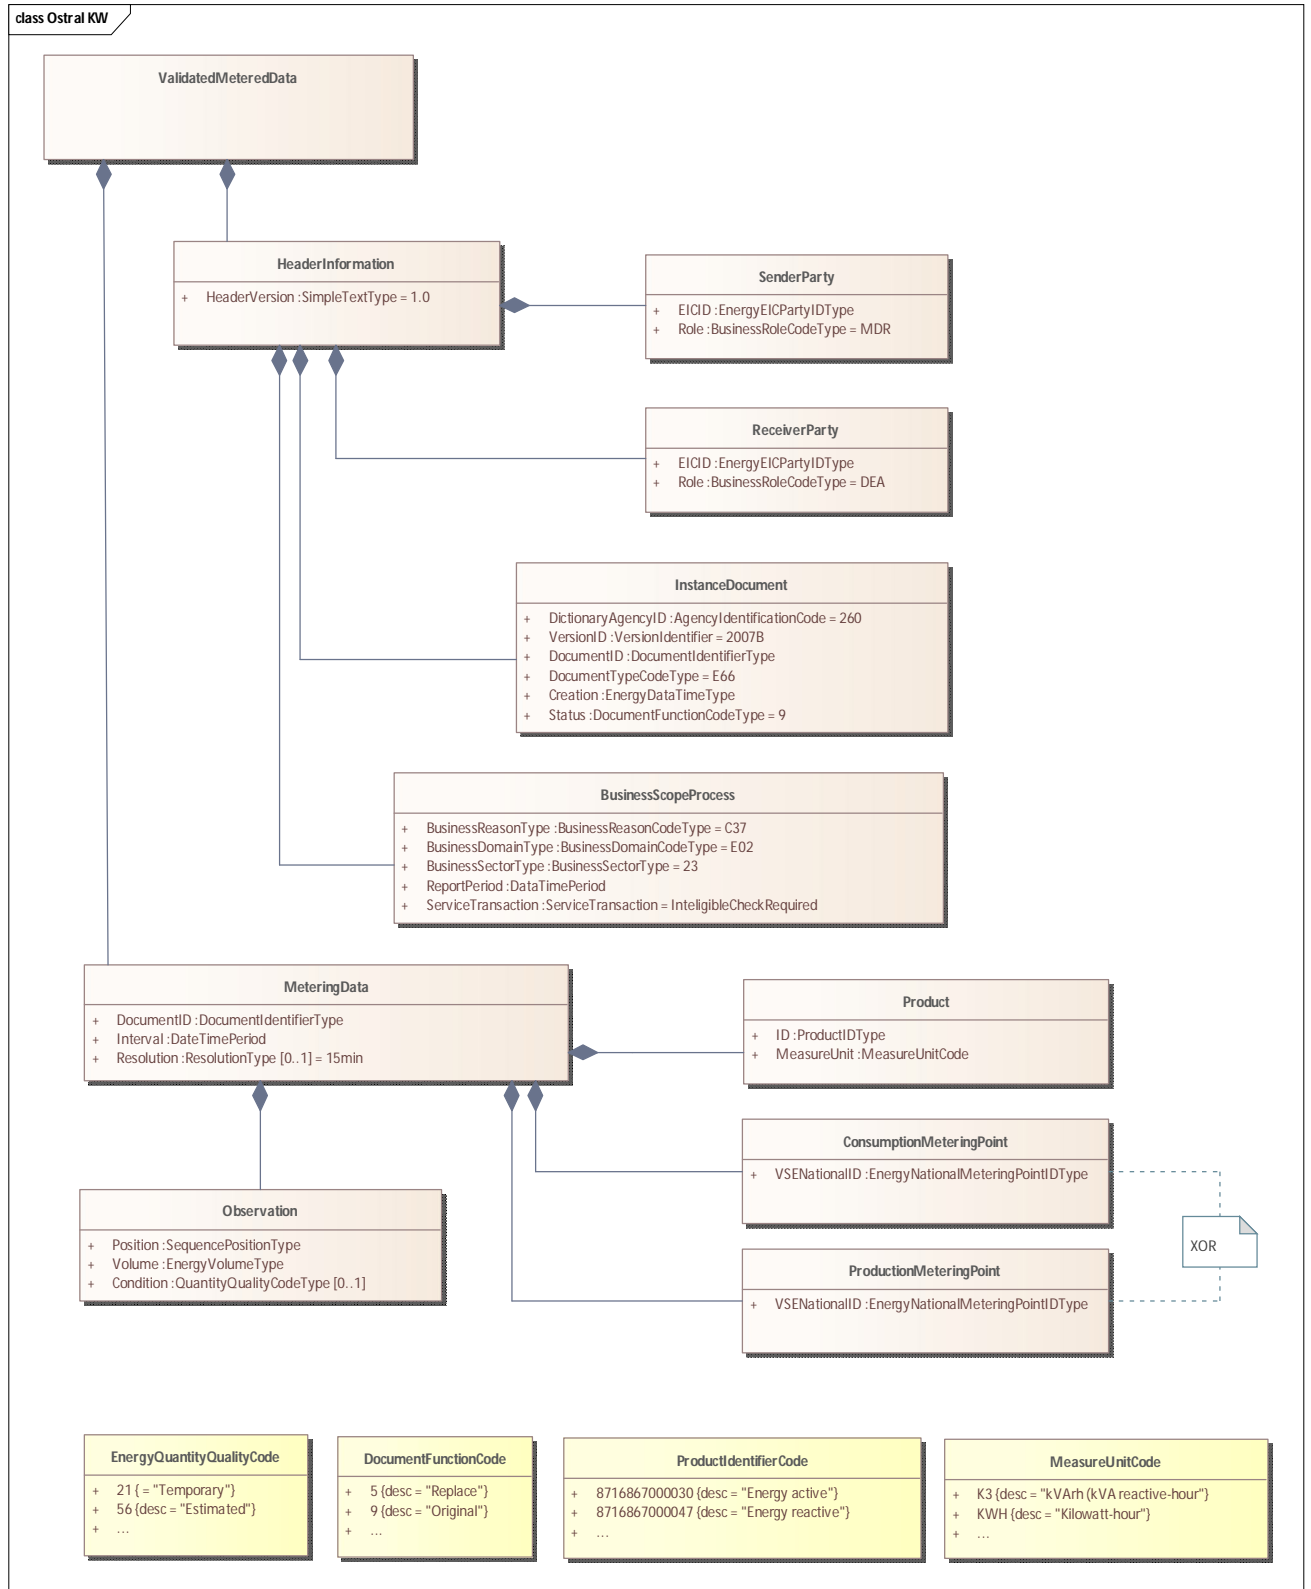 class Ostral KW
ValidatedMeteredData
HeaderInformation
+ HeaderVersion :SimpleTextType = 1.0
SenderParty
+ EICID :EnergyEICPartyIDType
+ Role :BusinessRoleCodeType = MDR
ReceiverParty
+ EICID :EnergyEICPartyIDType
+ Role :BusinessRoleCodeType = DEA
InstanceDocument
+ DictionaryAgencyID :AgencyIdentificationCode = 260
+ VersionID :VersionIdentifier = 2007B
+ DocumentID :DocumentIdentifierType
+ DocumentTypeCodeType = E66
+ Creation :EnergyDataTimeType
+ Status :DocumentFunctionCodeType = 9
BusinessScopeProcess
+ BusinessReasonType :BusinessReasonCodeType = C37
+ BusinessDomainType :BusinessDomainCodeType = E02
+ BusinessSectorType :BusinessSectorType = 23
+ ReportPeriod :DataTimePeriod
+ ServiceTransaction :ServiceTransaction = InteligibleCheckRequired
MeteringData
+ DocumentID :DocumentIdentifierType
+ Interval :DateTimePeriod
+ Resolution :ResolutionType [0..1] = 15min
Product
+ ID :ProductIDType
+ MeasureUnit :MeasureUnitCode
ConsumptionMeteringPoint
+ VSENationalID :EnergyNationalMeteringPointIDType
Observation
+ Position :SequencePositionType
+ Volume :EnergyVolumeType
+ Condition :QuantityQualityCodeType [0..1]
XOR
ProductionMeteringPoint
+ VSENationalID :EnergyNationalMeteringPointIDType
EnergyQuantityQualityCode
+ 21 { = "Temporary"}
+ 56 {desc = "Estimated"}
+ ...
DocumentFunctionCode
+ 5 {desc = "Replace"}
+ 9 {desc = "Original"}
+ ...
ProductIdentifierCode
+ 8716867000030 {desc = "Energy active"}
+ 8716867000047 {desc = "Energy reactive"}
+ ...
MeasureUnitCode
+ K3 {desc = "kVArh (kVA reactive-hour"}
+ KWH {desc = "Kilowatt-hour"}
+ ...